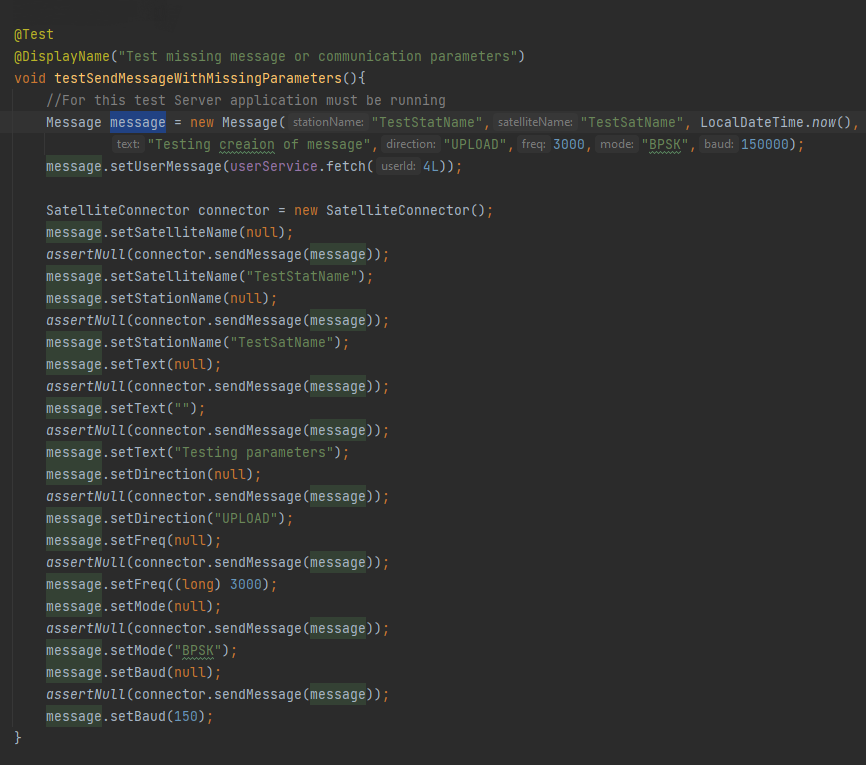 @Test
@DisplayName("Test missing message or communication parameters")
void testSendMessageWithMissingParameters(){
//For this test Server application must be running
Message message = new Message( stationName: "TestStatName", satelliteName: "TestSatName", LocalDateTime.now(),
text: "Testing creaion of message", direction: "UPLOAD", freq: 3000, mode: "BPSK", baud: 150000);
message.setUserMessage(userService.fetch( userId: 4L));
SatelliteConnector connector = new SatelliteConnector();
message.setSatelliteName(null);
assertNull(connector.sendMessage(message));
message.setSatelliteName("TestStatName");
message.setStationName(null);
assertNull(connector.sendMessage(message));
message.setStationName("TestSatName");
message.setText(null);
assertNull(connector.sendMessage(message));
message.setText("");
assertNull(connector.sendMessage(message));
message.setText("Testing parameters");
message.setDirection(null);
assertNull(connector.sendMessage(message));
message.setDirection("UPLOAD");
message.setFreq(null);
assertNull(connector.sendMessage(message));
message.setFreq((long) 3000);
message.setMode(null);
assertNull(connector.sendMessage(message));
message.setMode("BPSK");
message.setBaud(null);
assertNull(connector.sendMessage(message));
message.setBaud(150);
}